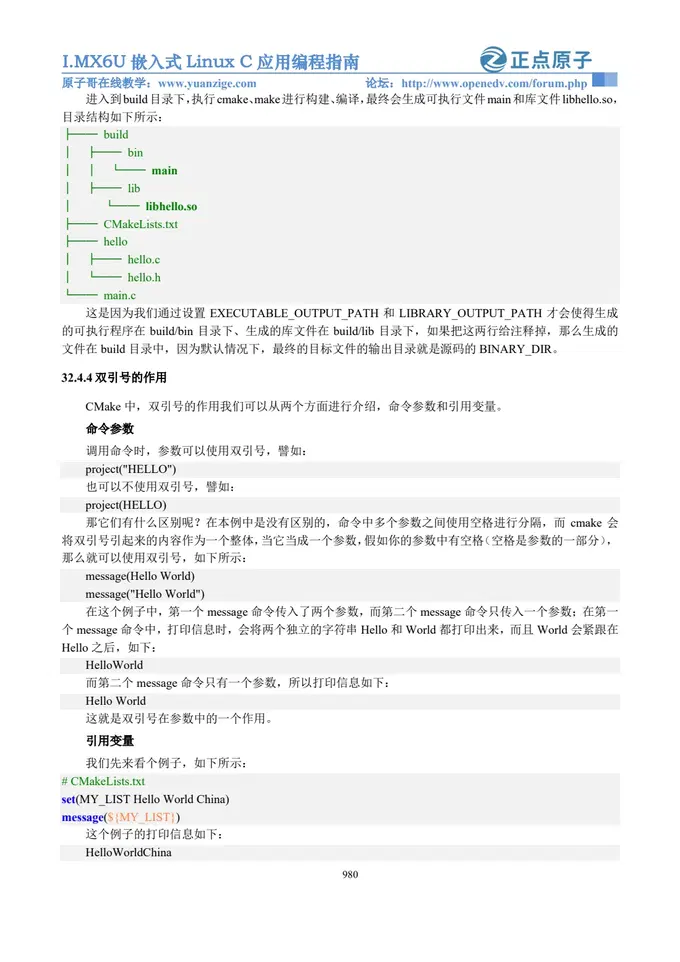 I.MX6U 嵌入式 Linux C 应用编程指南
正点原子
原子哥在线教学：www.yuanzige.com 论坛：http://www.openedv.com/forum.php
进入到 build 目录下，执行 cmake、make 进行构建、编译，最终会生成可执行文件 main 和库文件 libhello.so，
目录结构如下所示：
├── build
│ ├── bin
│ │ └── main
│ ├── lib
│ └── libhello.so
├── CMakeLists.txt
├── hello
│ ├── hello.c
│ └── hello.h
└── main.c
这是因为我们通过设置 EXECUTABLE_OUTPUT_PATH 和 LIBRARY_OUTPUT_PATH 才会使得生成
的可执行程序在 build/bin 目录下、生成的库文件在 build/lib 目录下，如果把这两行给注释掉，那么生成的
文件在 build 目录中，因为默认情况下，最终的目标文件的输出目录就是源码的 BINARY_DIR。
32.4.4 双引号的作用
CMake 中，双引号的作用我们可以从两个方面进行介绍，命令参数和引用变量。
命令参数
调用命令时，参数可以使用双引号，譬如：
project("HELLO")
也可以不使用双引号，譬如：
project(HELLO)
那它们有什么区别呢？在本例中是没有区别的，命令中多个参数之间使用空格进行分隔，而 cmake 会
将双引号引起来的内容作为一个整体，当它当成一个参数，假如你的参数中有空格（空格是参数的一部分），
那么就可以使用双引号，如下所示：
message(Hello World)
message("Hello World")
在这个例子中，第一个 message 命令传入了两个参数，而第二个 message 命令只传入一个参数；在第一
个 message 命令中，打印信息时，会将两个独立的字符串 Hello 和 World 都打印出来，而且 World 会紧跟在
Hello 之后，如下：
HelloWorld
而第二个 message 命令只有一个参数，所以打印信息如下：
Hello World
这就是双引号在参数中的一个作用。
引用变量
我们先来看个例子，如下所示：
# CMakeLists.txt
set(MY_LIST Hello World China)
message(${MY_LIST})
这个例子的打印信息如下：
HelloWorldChina
980